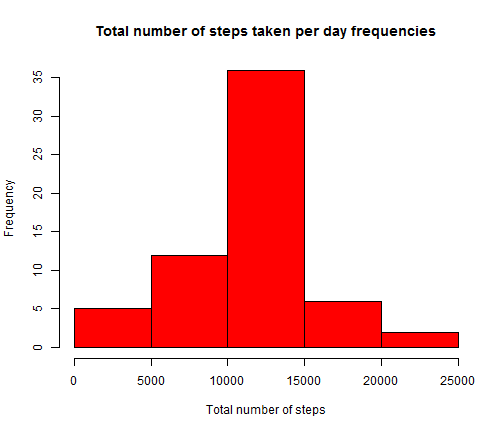 Total number of steps taken per day frequencies
Frequency
35
30
25
20
15
10
5
0
0 5000 10000 15000 20000 25000
Total number of steps